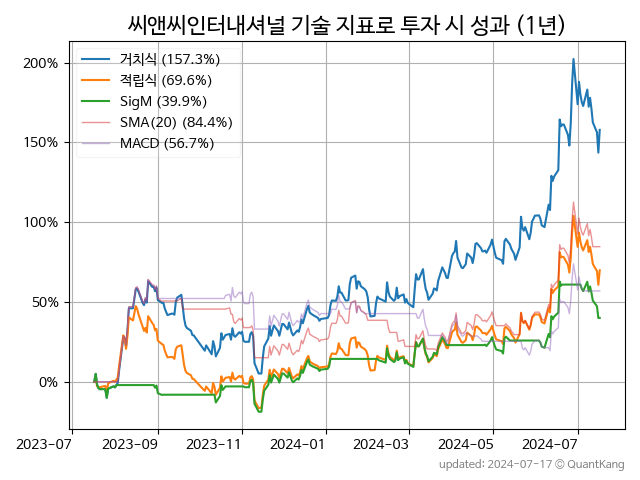 씨앤씨인터내셔널 기술 지표로 투자 시 성과 (1년)
거치식 (157.3%)
적립식 (69.6%)
SigM (39.9%)
SMA(20) (84.4%)
MACD (56.7%)
200%
150%
100%
50%
0%
2023-07 2023-09 2023-11 2024-01 2024-03 2024-05 2024-07
updated: 2024-07-17 © QuantKang